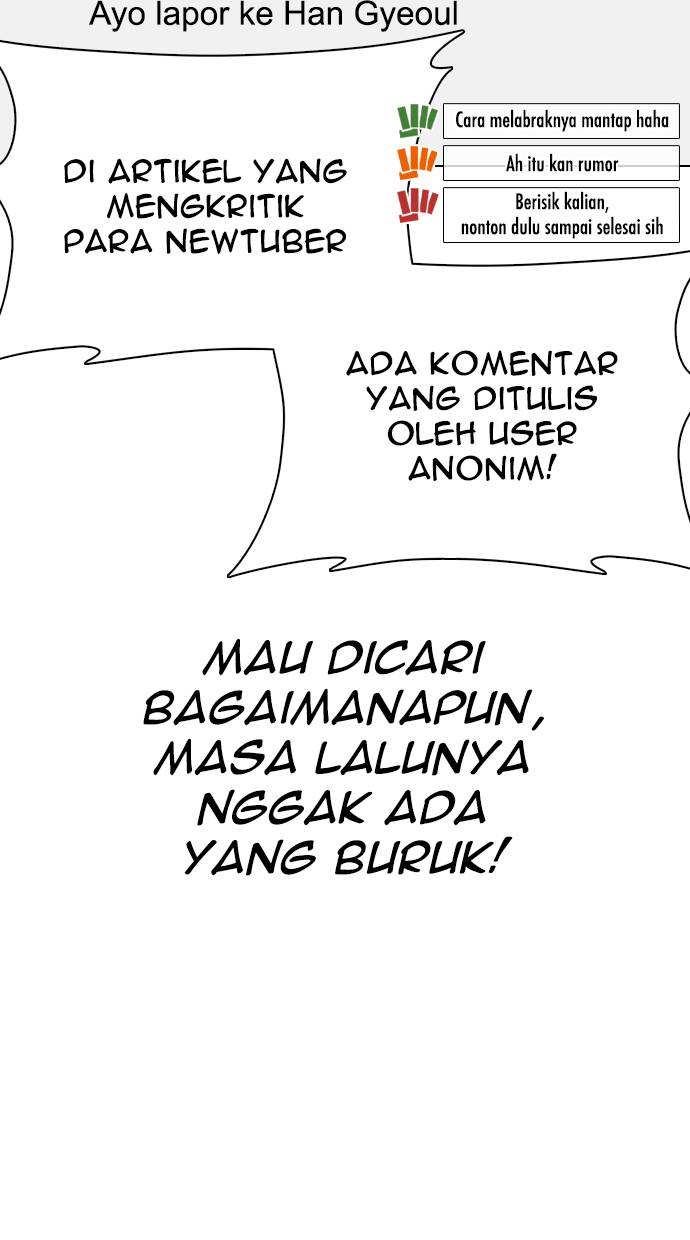 Ayo lapor ke Han Gyeoul
Cara melabraknya mantap haha
Ah itu kan rumor
Berisik kalian,
nonton dulu sampai selesai sih
DI ARTIKEL YANG
MENGKRITIK
PARA NEWTUBER
ADA KOMENTAR
YANG DITULIS
OLEH USER
ANONIM!
MAU DICARI
BAGAIMANAPUN,
MASA LALUNYA
NGGAK ADA
YANG BURUK!